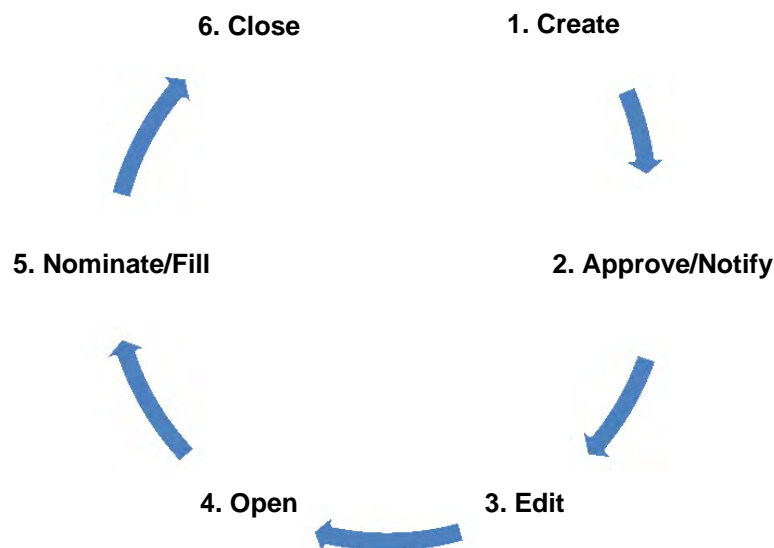 6. Close
1. Create
5. Nominate/Fill
2. Approve/Notify
4. Open
3. Edit